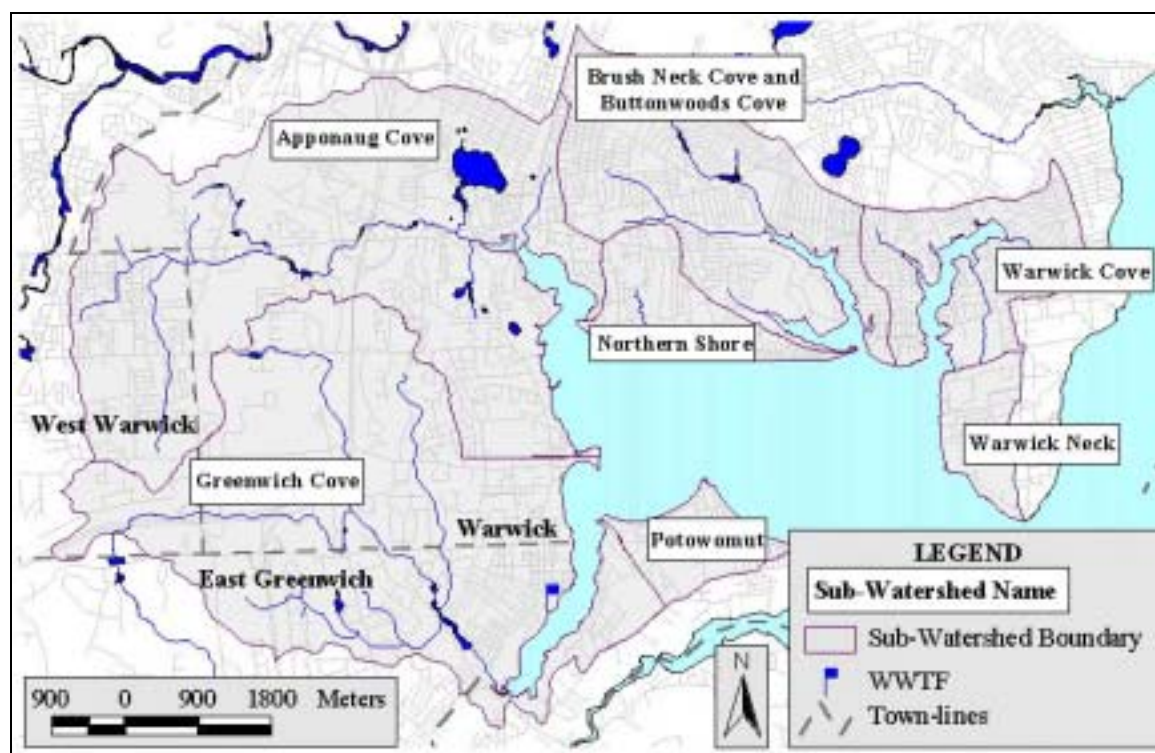 Brush Neck Cove and
Buttonwoods Cove
Apponaug Cove
Warwick Cove
Northern Shore
West Warwick
Warwick Neck
Greenwich Cove
Warwick
Potowomut
East Greenwich
LEGEND
Sub-Watershed Name
Sub-Watershed Boundary
WWTF
Town-lines
N
900 0 900 1800 Meters